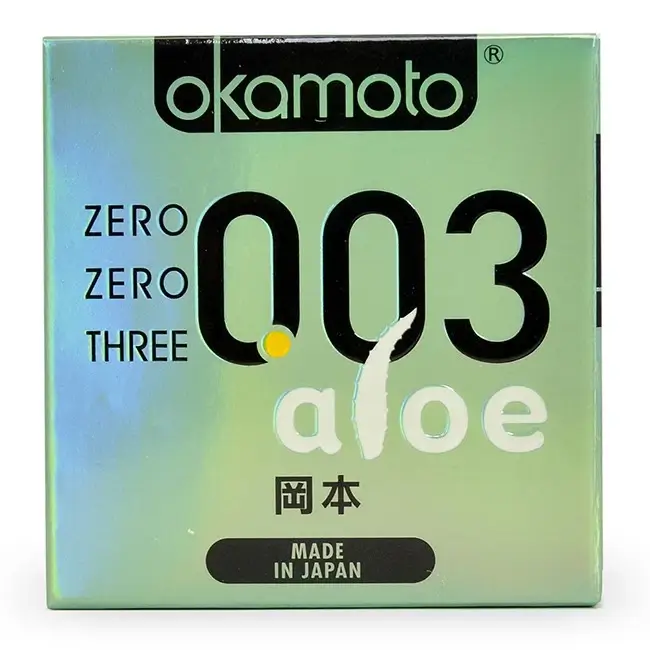 okamoto®
ZERO
ZERO
THREE
0.03
aloe
岡本
MADE
IN JAPAN